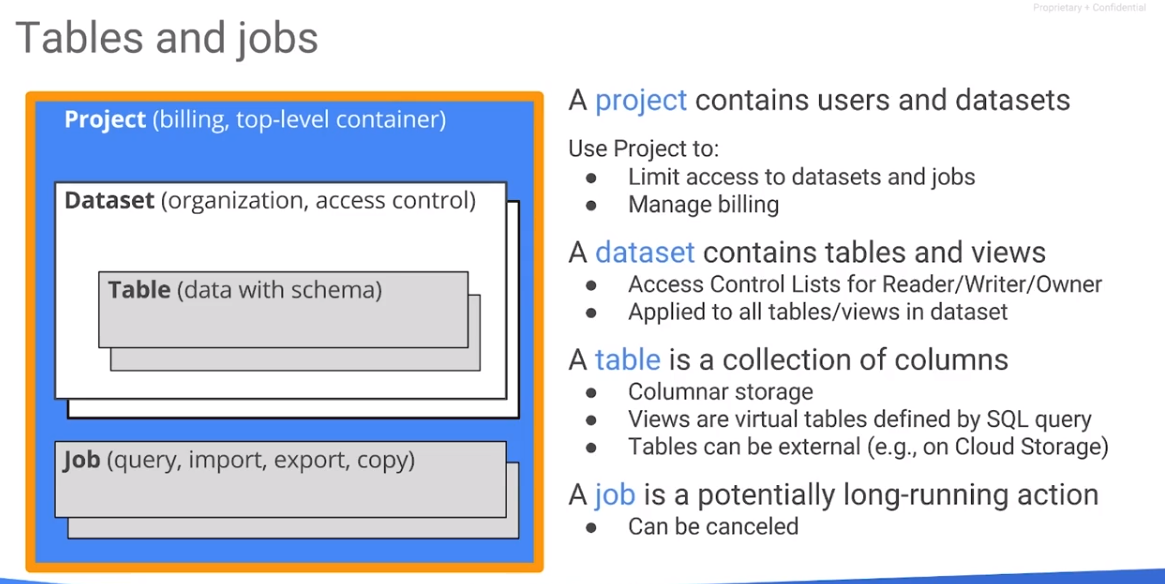 Proprietary + Confidential
Tables and jobs
Project (billing, top-level container)
Dataset (organization, access control)
Table (data with schema)
Job (query, import, export, copy)
A project contains users and datasets
Use Project to:
● Limit access to datasets and jobs
● Manage billing
A dataset contains tables and views
● Access Control Lists for Reader/Writer/Owner
● Applied to all tables/views in dataset
A table is a collection of columns
● Columnar storage
● Views are virtual tables defined by SQL query
● Tables can be external (e.g., on Cloud Storage)
A job is a potentially long-running action
● Can be canceled